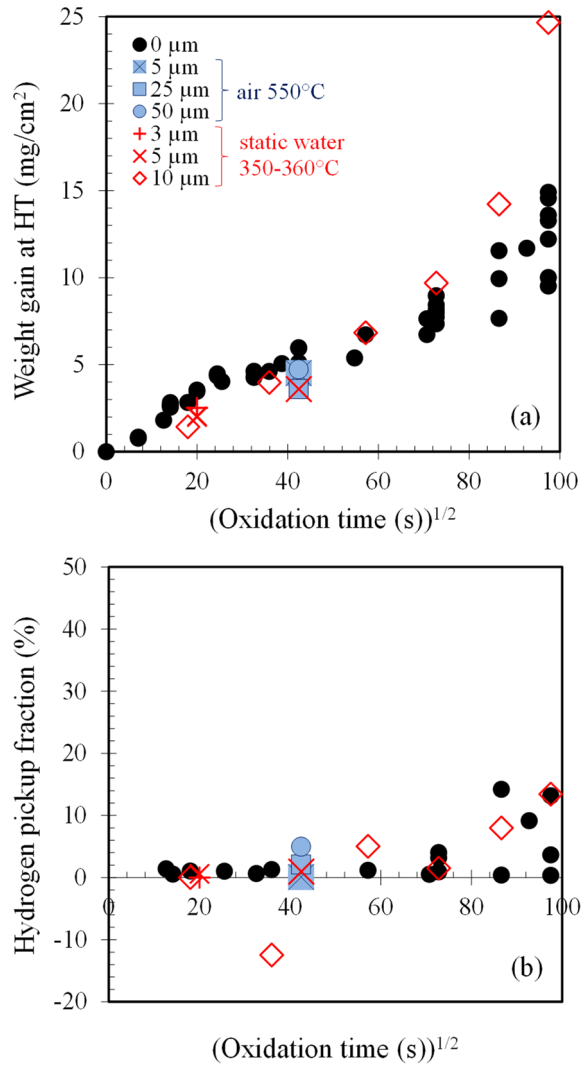 25
20
15
10
5
0
Weight gain at HT (mg/cm²)
0 µm
5 µm
25 µm
50 µm
air 550°C
3 µm
5 µm
10 µm
static water
350-360°C
(a)
0 20 40 60 80 100
(Oxidation time (s))^1/2
50
40
30
20
10
0
-10
-20
Hydrogen pickup fraction (%)
0 20 40 60 80 100
(b)
(Oxidation time (s))^1/2